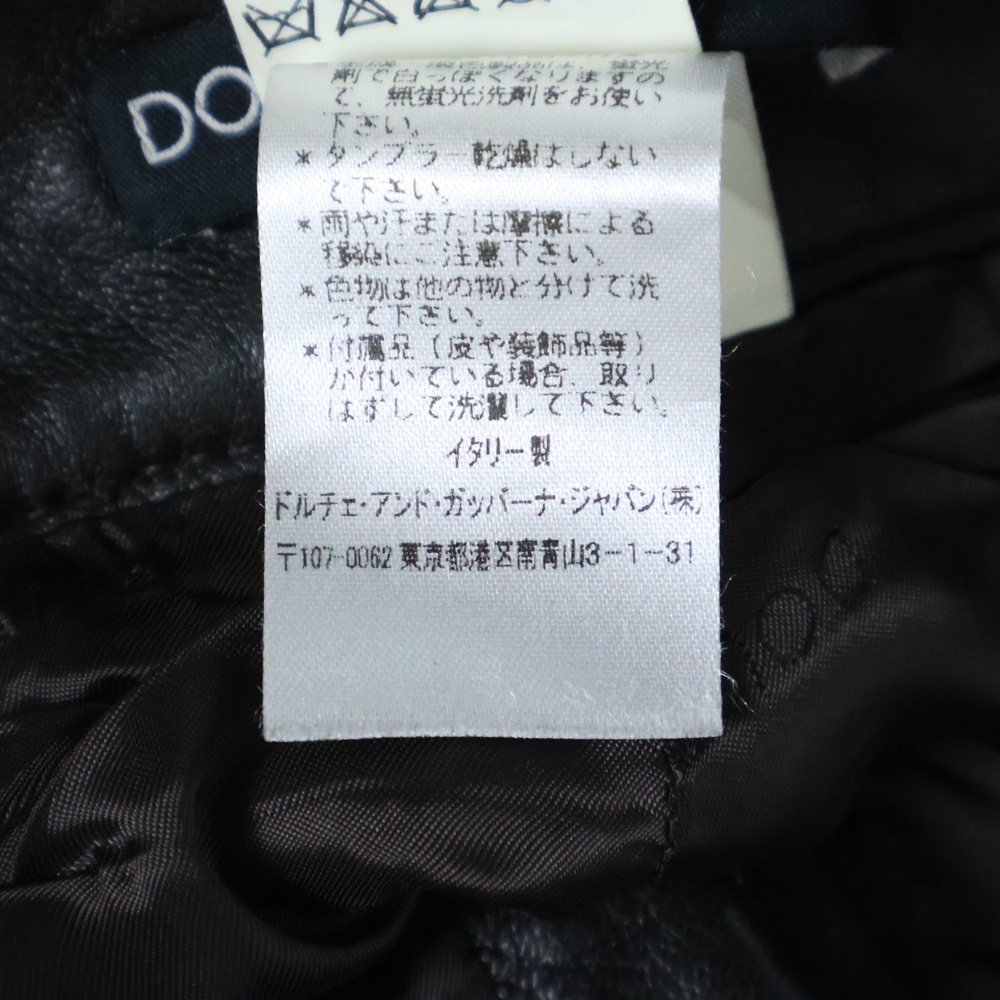 DO
剤で白っぽくなりますの
で、無蛍光洗剤をお使い
下さい。
*タンブラー乾燥はしない
で下さい。
*雨や汗または摩擦による
移染にご注意下さい。
*色物は他の物と分けて洗
って下さい。
*付属品(皮や装飾品等)
が付いている場合、取り
はずして洗濯して下さい。
イタリー製
ドルチェ・アンド・ガッバーナ・ジャパン(株)
〒107-0062 東京都港区南青山3-1-31